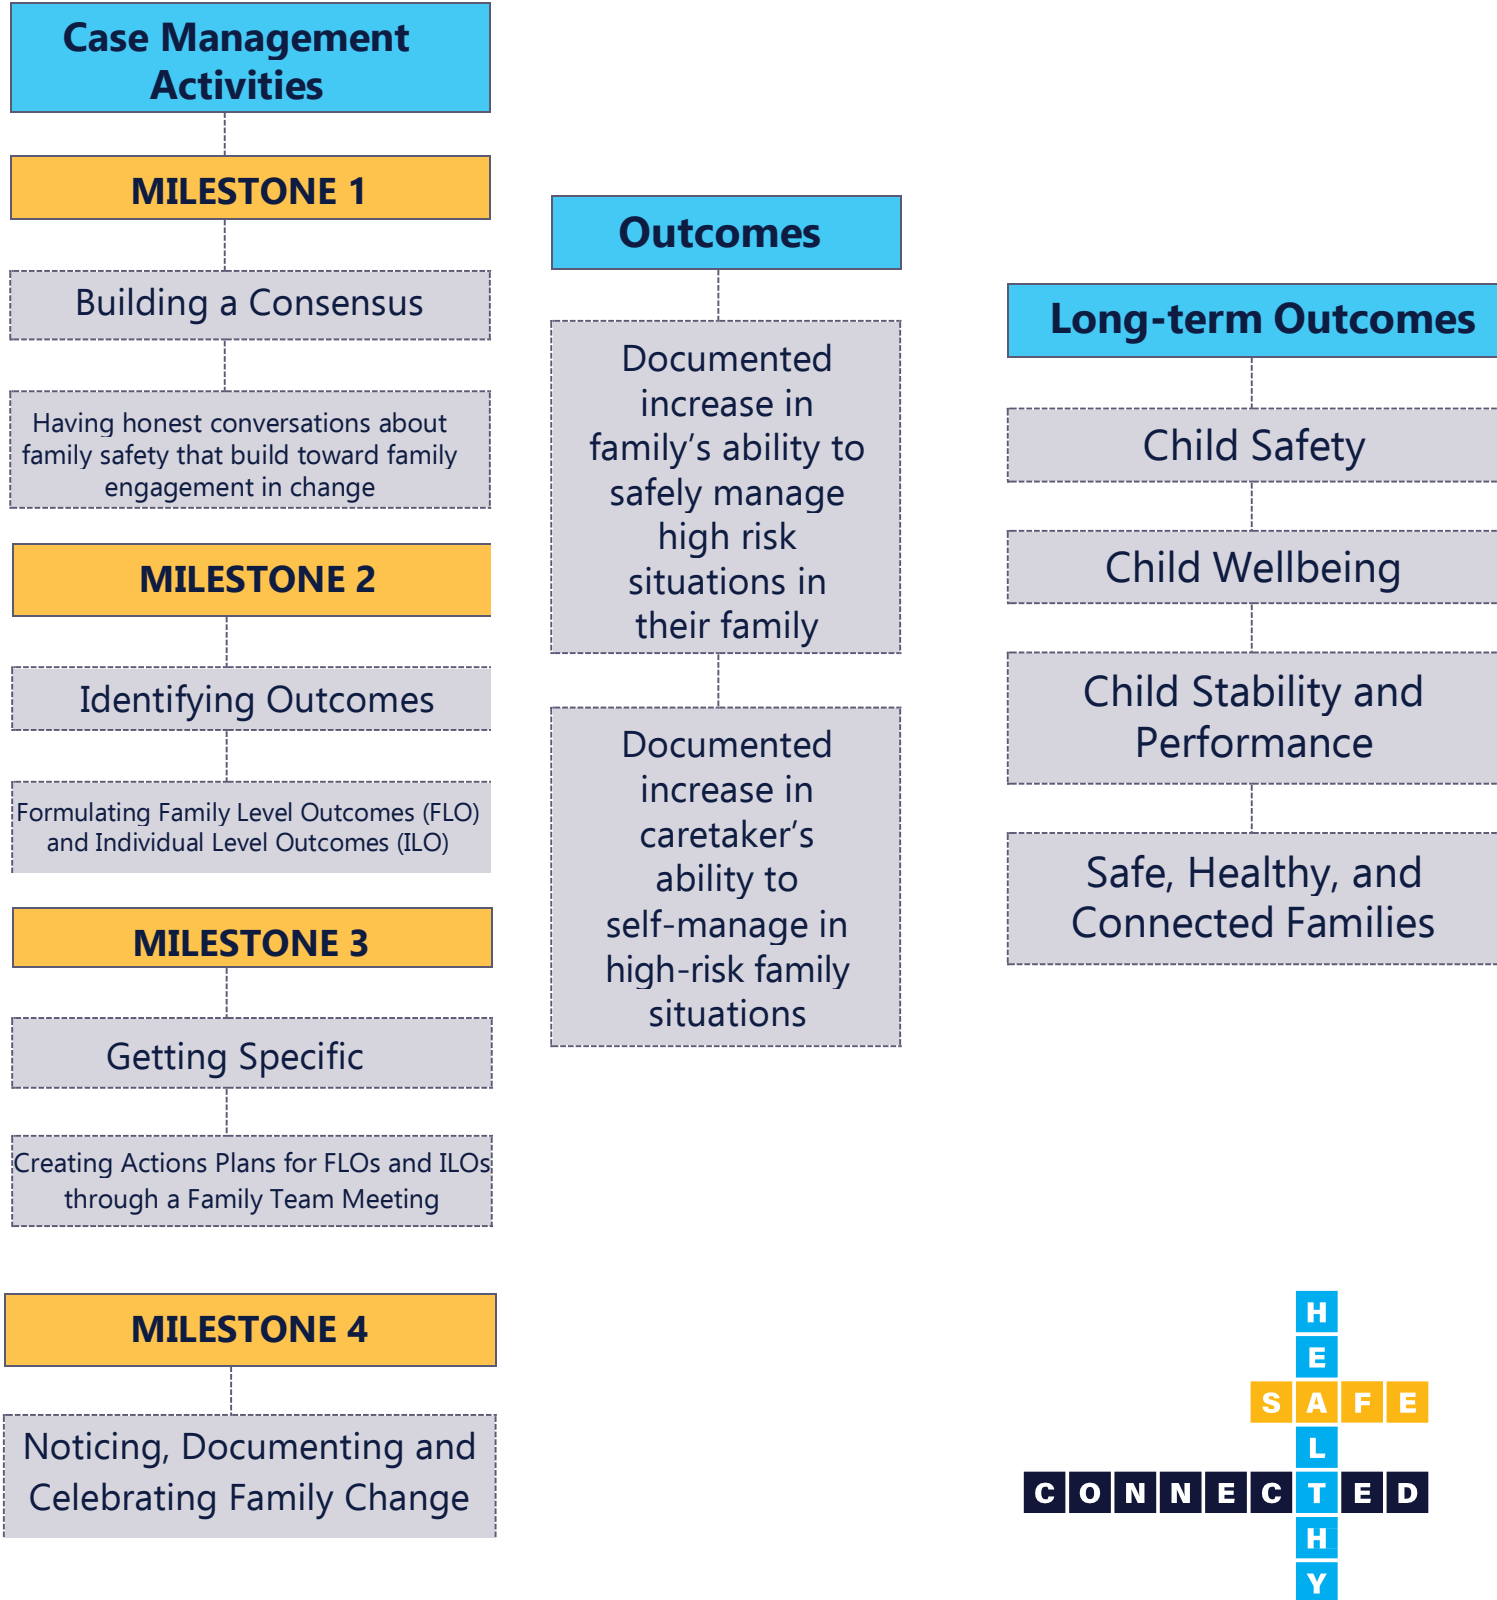 Case Management
Activities
MILESTONE 1
Building a Consensus
Having honest conversations about
family safety that build toward family
engagement in change
MILESTONE 2
Identifying Outcomes
Formulating Family Level Outcomes (FLO)
and Individual Level Outcomes (ILO)
MILESTONE 3
Getting Specific
Creating Actions Plans for FLOs and ILOs
through a Family Team Meeting
MILESTONE 4
Noticing, Documenting and
Celebrating Family Change
Outcomes
Documented
increase in
family’s ability to
safely manage
high risk
situations in
their family
Documented
increase in
caretaker’s
ability to
self-manage in
high-risk family
situations
Long-term Outcomes
Child Safety
Child Wellbeing
Child Stability and
Performance
Safe, Healthy, and
Connected Families
HEALTHY
SAFE
CONNECTED